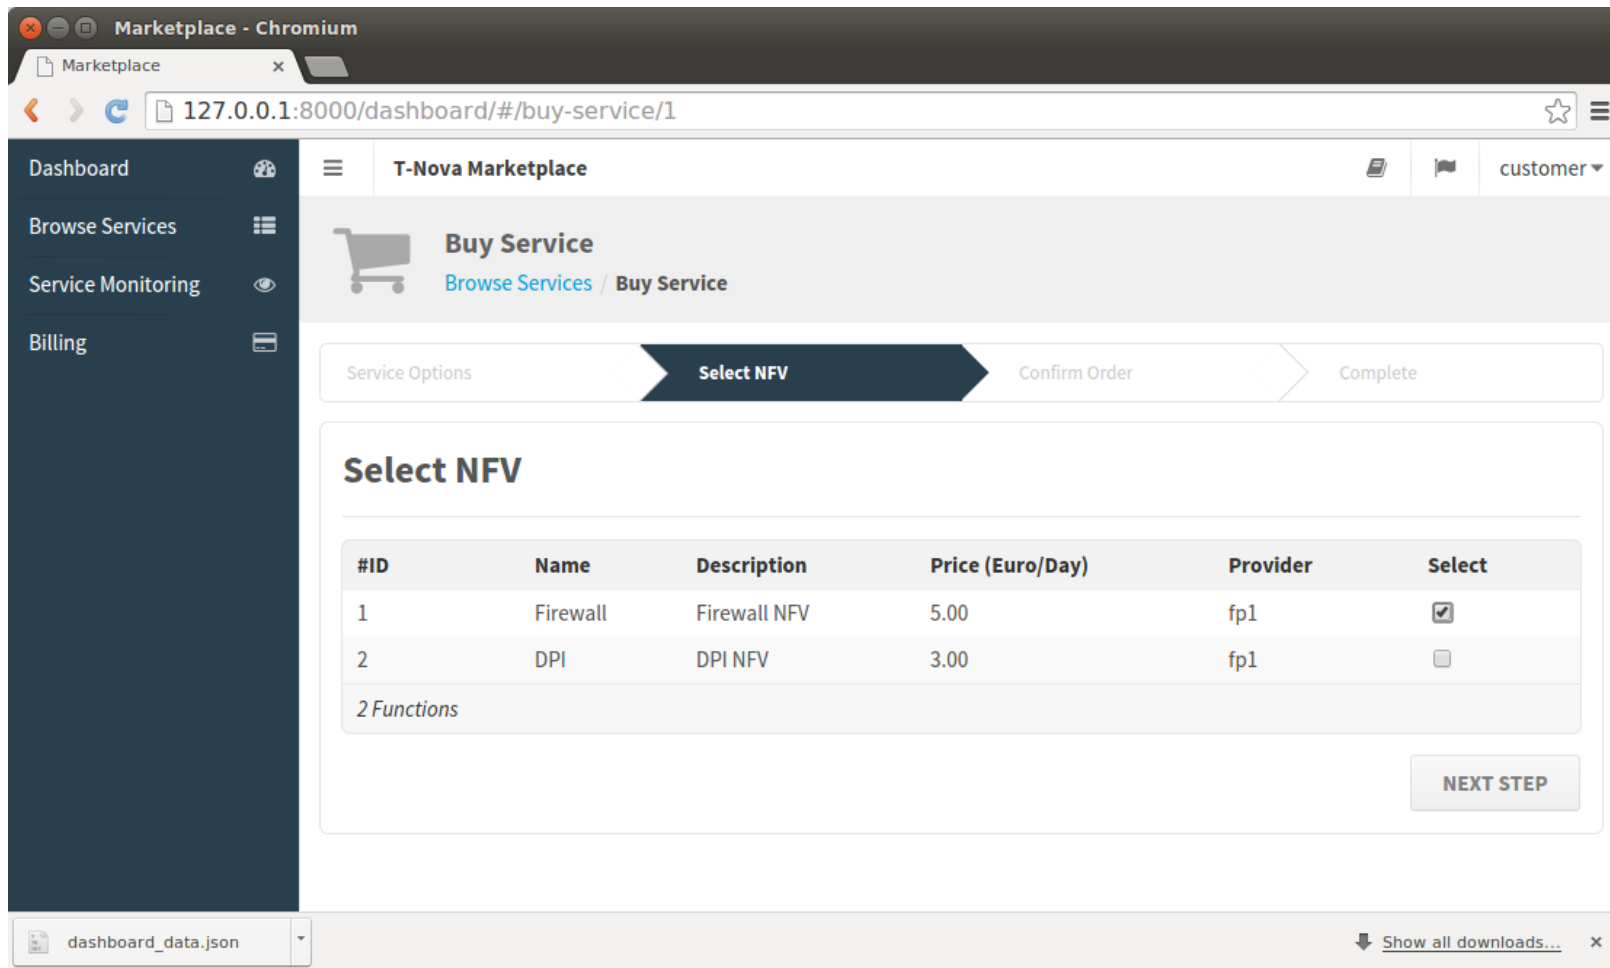 Marketplace - Chromium
Marketplace
127.0.0.1:8000/dashboard/#/buy-service/1
Dashboard
Browse Services
Service Monitoring
Billing
T-Nova Marketplace
customer
Buy Service
Browse Services / Buy Service
Service Options Select NFV Confirm Order Complete
Select NFV
#ID Name Description Price (Euro/Day) Provider Select
1 Firewall Firewall NFV 5.00 fp1
2 DPI DPI NFV 3.00 fp1
2 Functions
NEXT STEP
dashboard_data.json
Show all downloads...